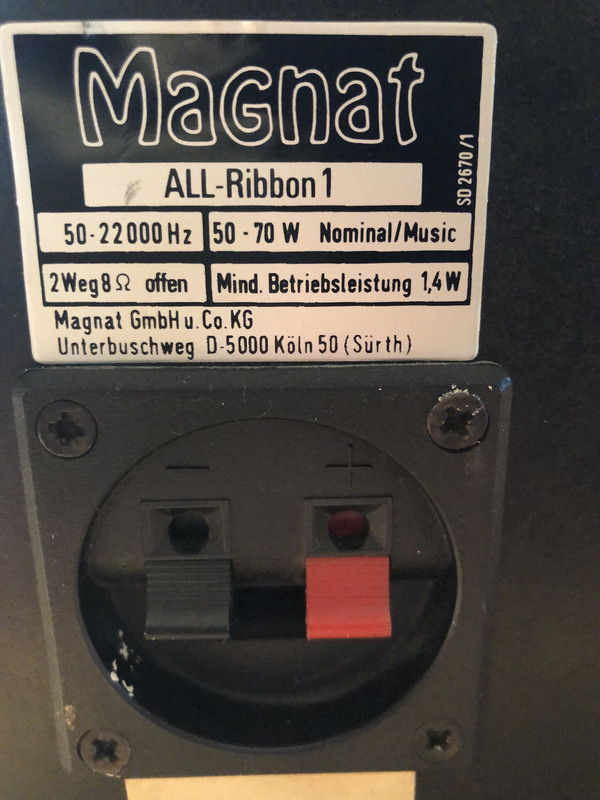 Magnat
SD 2670/1
ALL-Ribbon 1
50-22000 Hz 50-70 W Nominal/Music
2Weg 8Ω offen Mind. Betriebsleistung 1,4 W
Magnat GmbH u. Co. KG
Unterbuschweg D-5000 Köln 50 (Sürth)
− +